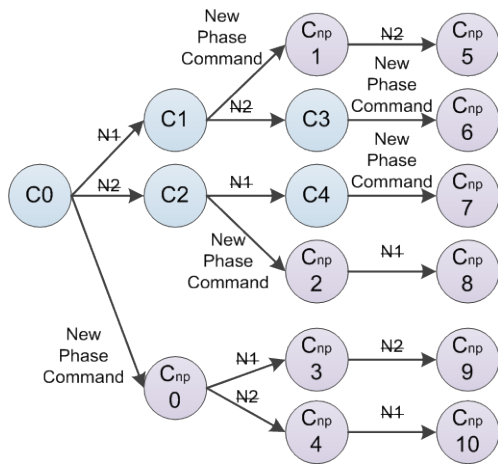 New
Phase
Command
Cnp
1
N2
Cnp
5
N1
C1
N2
C3
New
Phase
Command
Cnp
6
C0
N2
C2
N1
C4
New
Phase
Command
Cnp
7
New
Phase
Command
Cnp
2
N1
Cnp
8
New
Phase
Command
Cnp
0
N1
Cnp
3
N2
Cnp
9
N2
Cnp
4
N1
Cnp
10